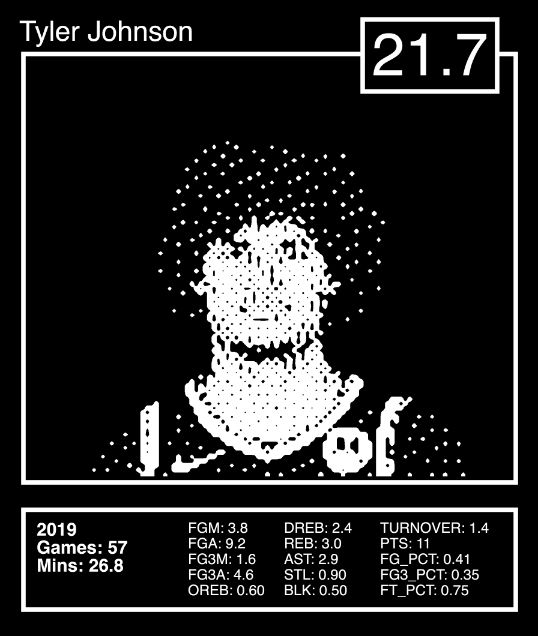 Tyler Johnson
21.7
2019
Games: 57
Mins: 26.8
FGM: 3.8
FGA: 9.2
FG3M: 1.6
FG3A: 4.6
OREB: 0.60
DREB: 2.4
REB: 3.0
AST: 2.9
STL: 0.90
BLK: 0.50
TURNOVER: 1.4
PTS: 11
FG_PCT: 0.41
FG3_PCT: 0.35
FT_PCT: 0.75